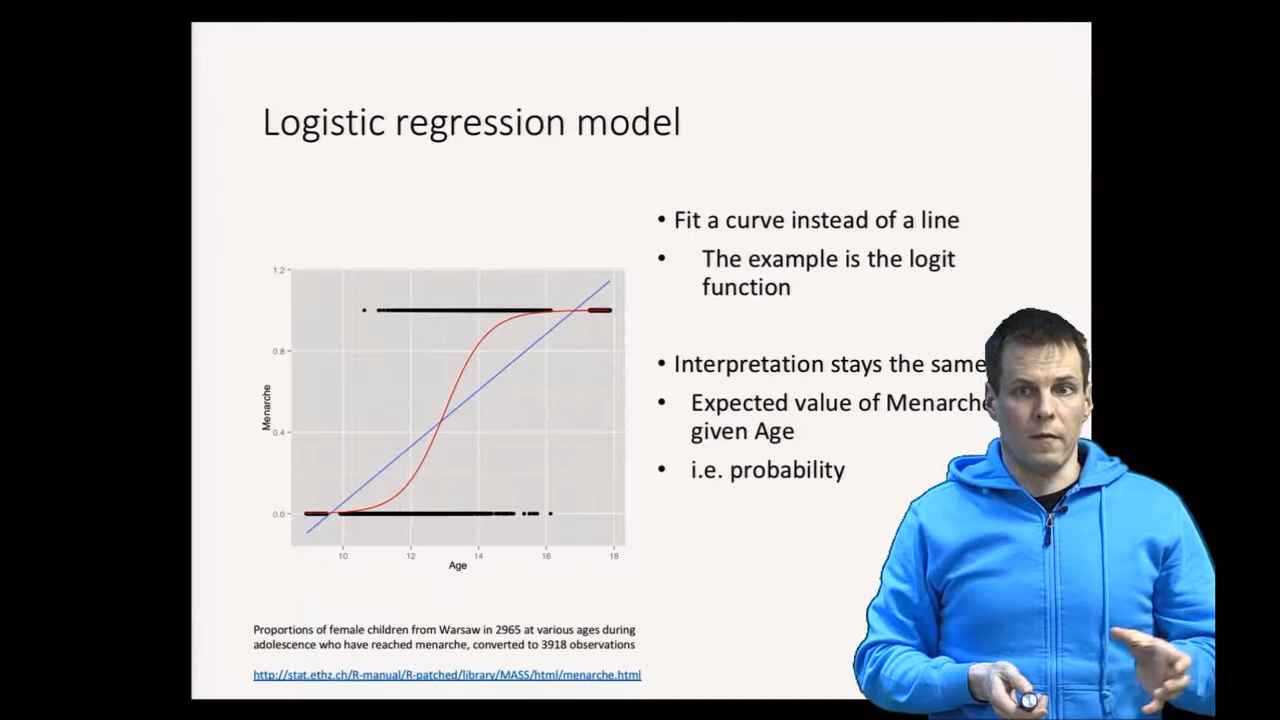 Logistic regression model
• Fit a curve instead of a line
• The example is the logit
function
• Interpretation stays the same
• Expected value of Menarche
given Age
• i.e. probability
1.2
0.8
0.4
0.0
Menarche
10 12 14 16 18
Age
Proportions of female children from Warsaw in 2965 at various ages during
adolescence who have reached menarche, converted to 3918 observations
http://stat.ethz.ch/R-manual/R-patched/library/MASS/html/menarche.html